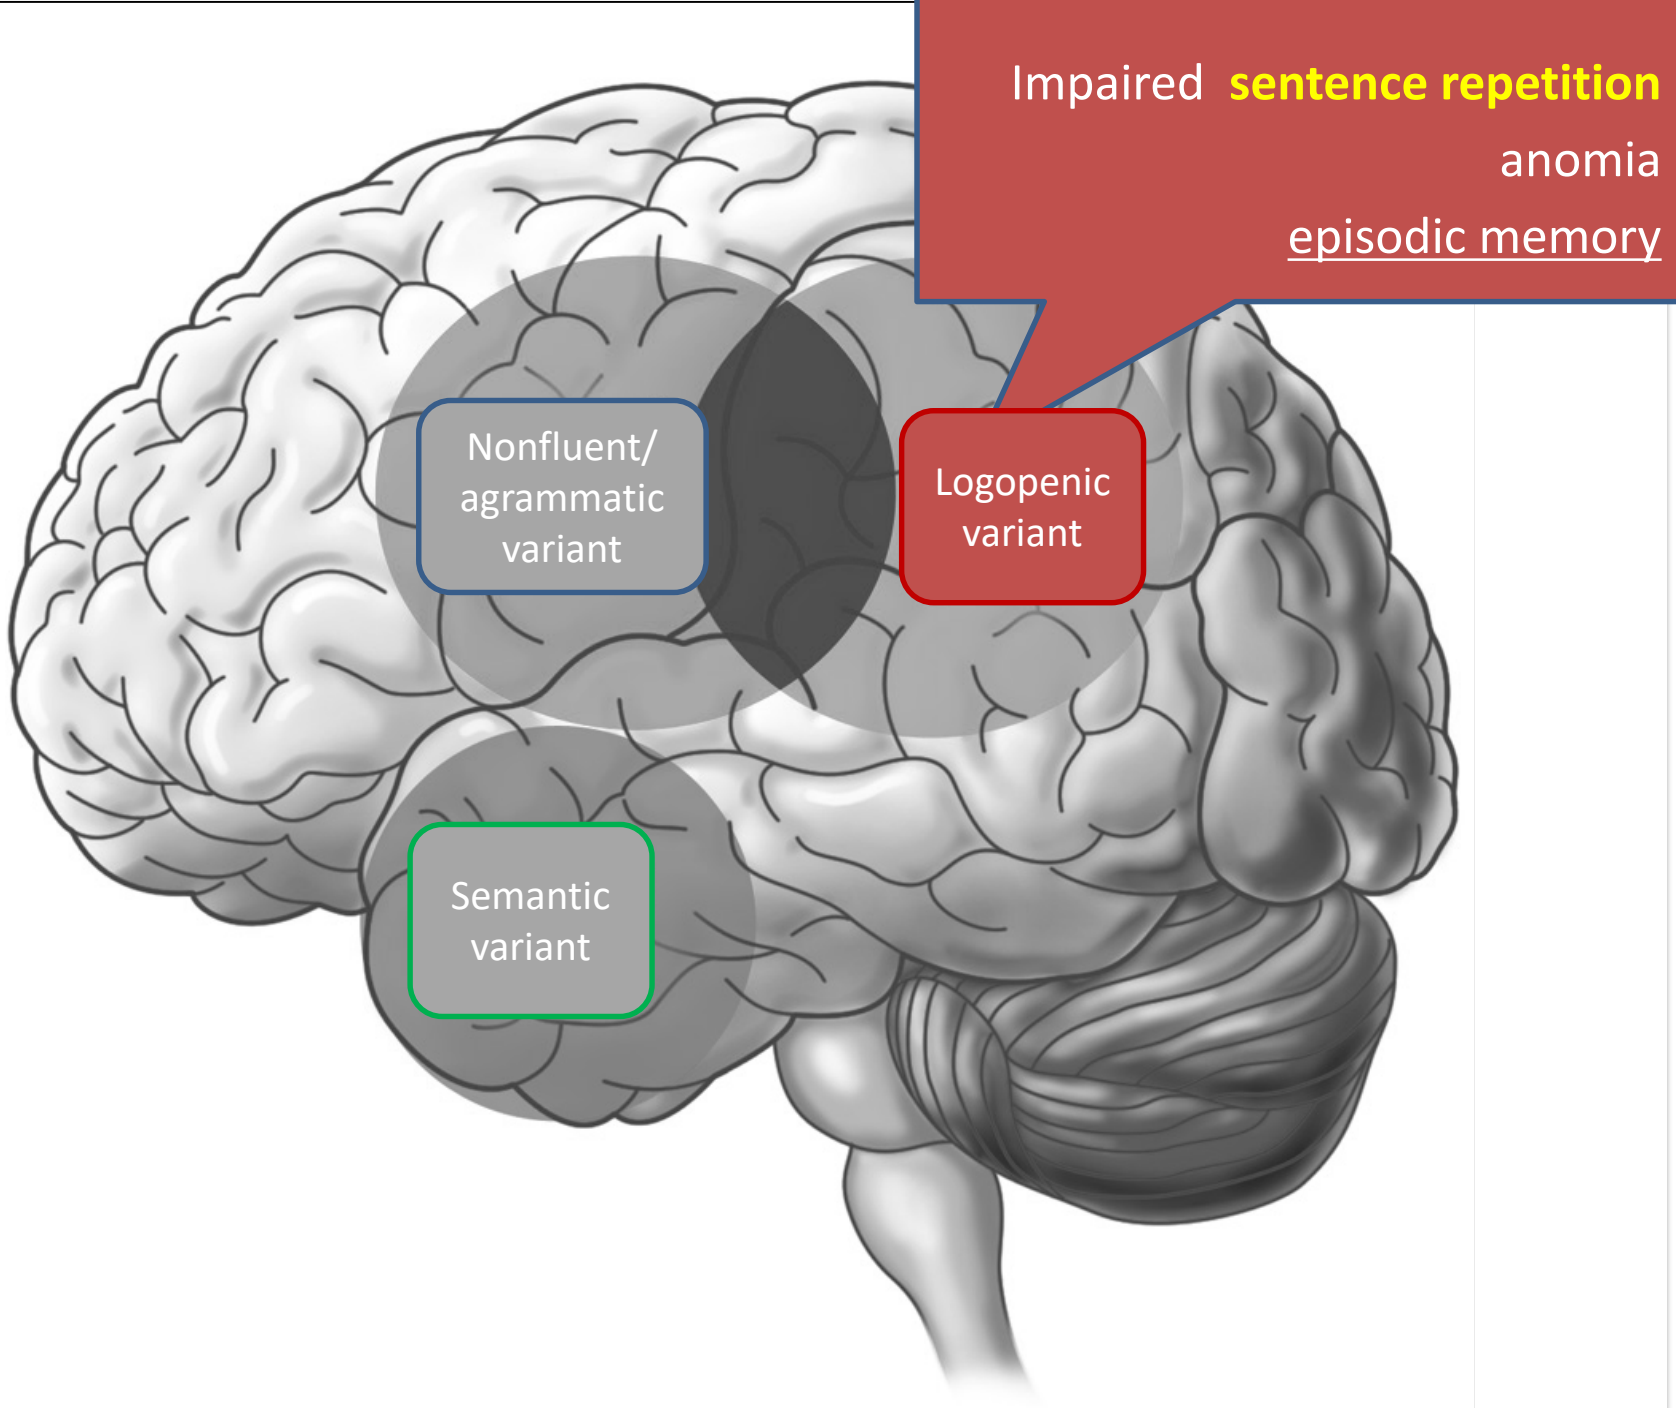 Impaired sentence repetition
anomia
episodic memory
Nonfluent/
agrammatic
variant
Logopenic
variant
Semantic
variant